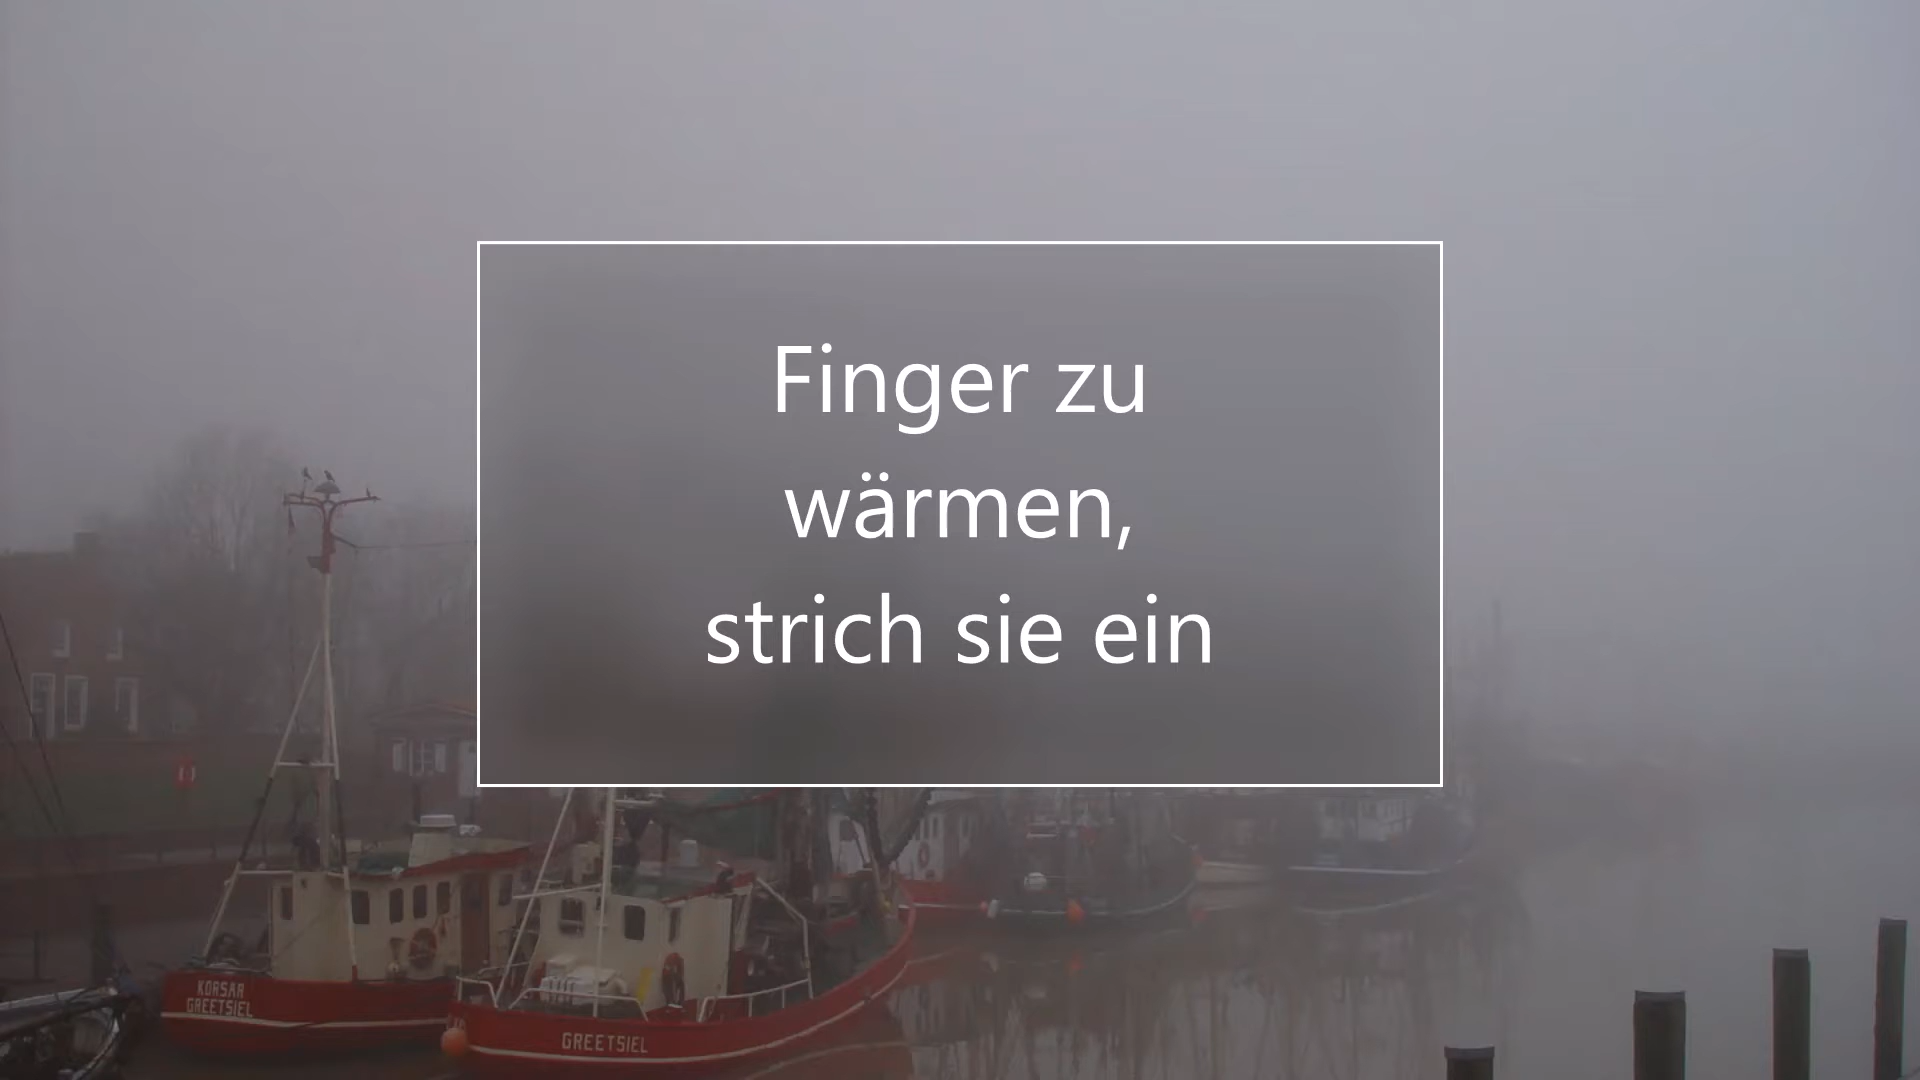 Finger zu
wärmen,
strich sie ein
KORSAR
GREETSIEL
GREETSIEL